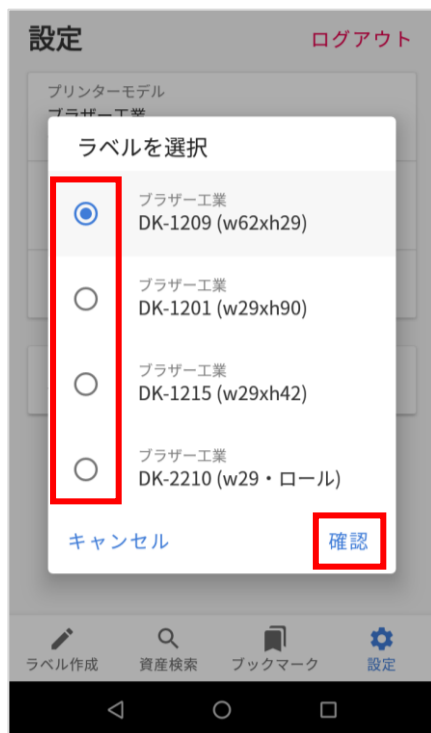 設定
ログアウト
プリンターモデル
ブラザー工業
ラベルを選択
ブラザー工業
DK-1209 (w62xh29)
ブラザー工業
DK-1201 (w29xh90)
ブラザー工業
DK-1215 (w29xh42)
ブラザー工業
DK-2210 (w29・ロール)
キャンセル
確認
ラベル作成
資産検索
ブックマーク
設定